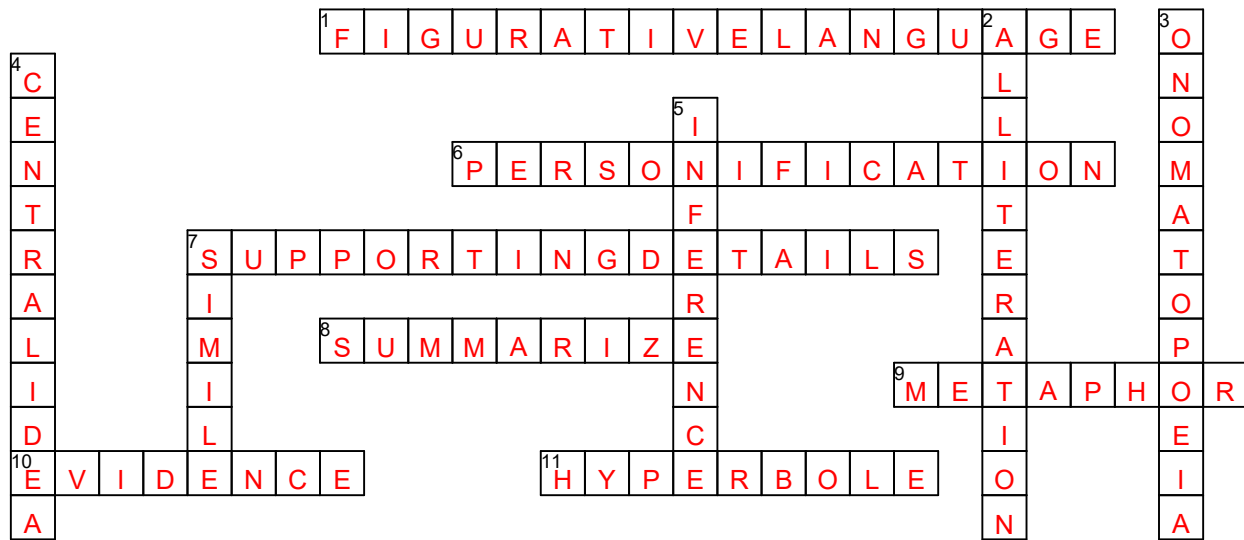 1 FIGURATIVELANGUAGE
2 ALLITERATION
3 ONOMATOPOEIA
4 CENTRALIDEA
5 INFERENCE
6 PERSONIFICATION
7 SUPPORTINGDETAILS
SIMILE
8 SUMMARIZE
9 METAPHOR
10 EVIDENCE
11 HYPERBOLE